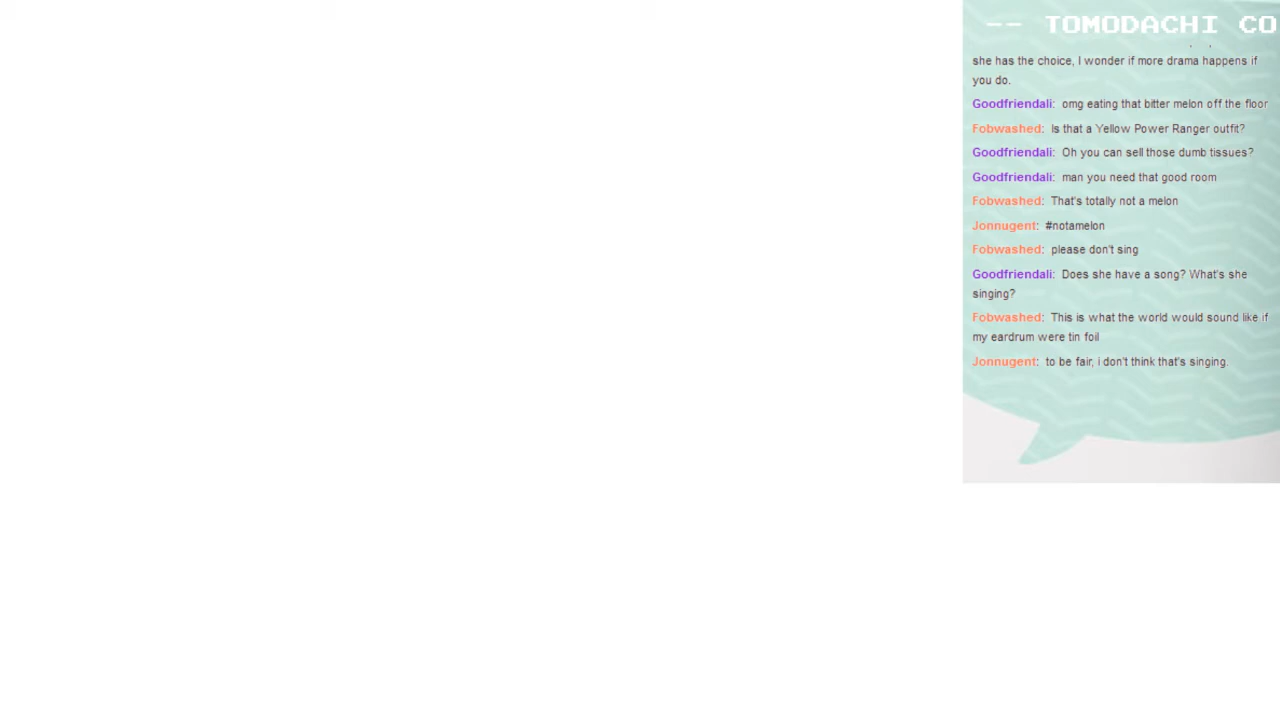 -- TOMODACHI CO
she has the choice, I wonder if more drama happens if
you do.
Goodfriendali: omg eating that bitter melon off the floor
Fobwashed: Is that a Yellow Power Ranger outfit?
Goodfriendali: Oh you can sell those dumb tissues?
Goodfriendali: man you need that good room
Fobwashed: That's totally not a melon
Jonnugent: #notamelon
Fobwashed: please don't sing
Goodfriendali: Does she have a song? What's she
singing?
Fobwashed: This is what the world would sound like if
my eardrum were tin foil
Jonnugent: to be fair, i don't think that's singing.